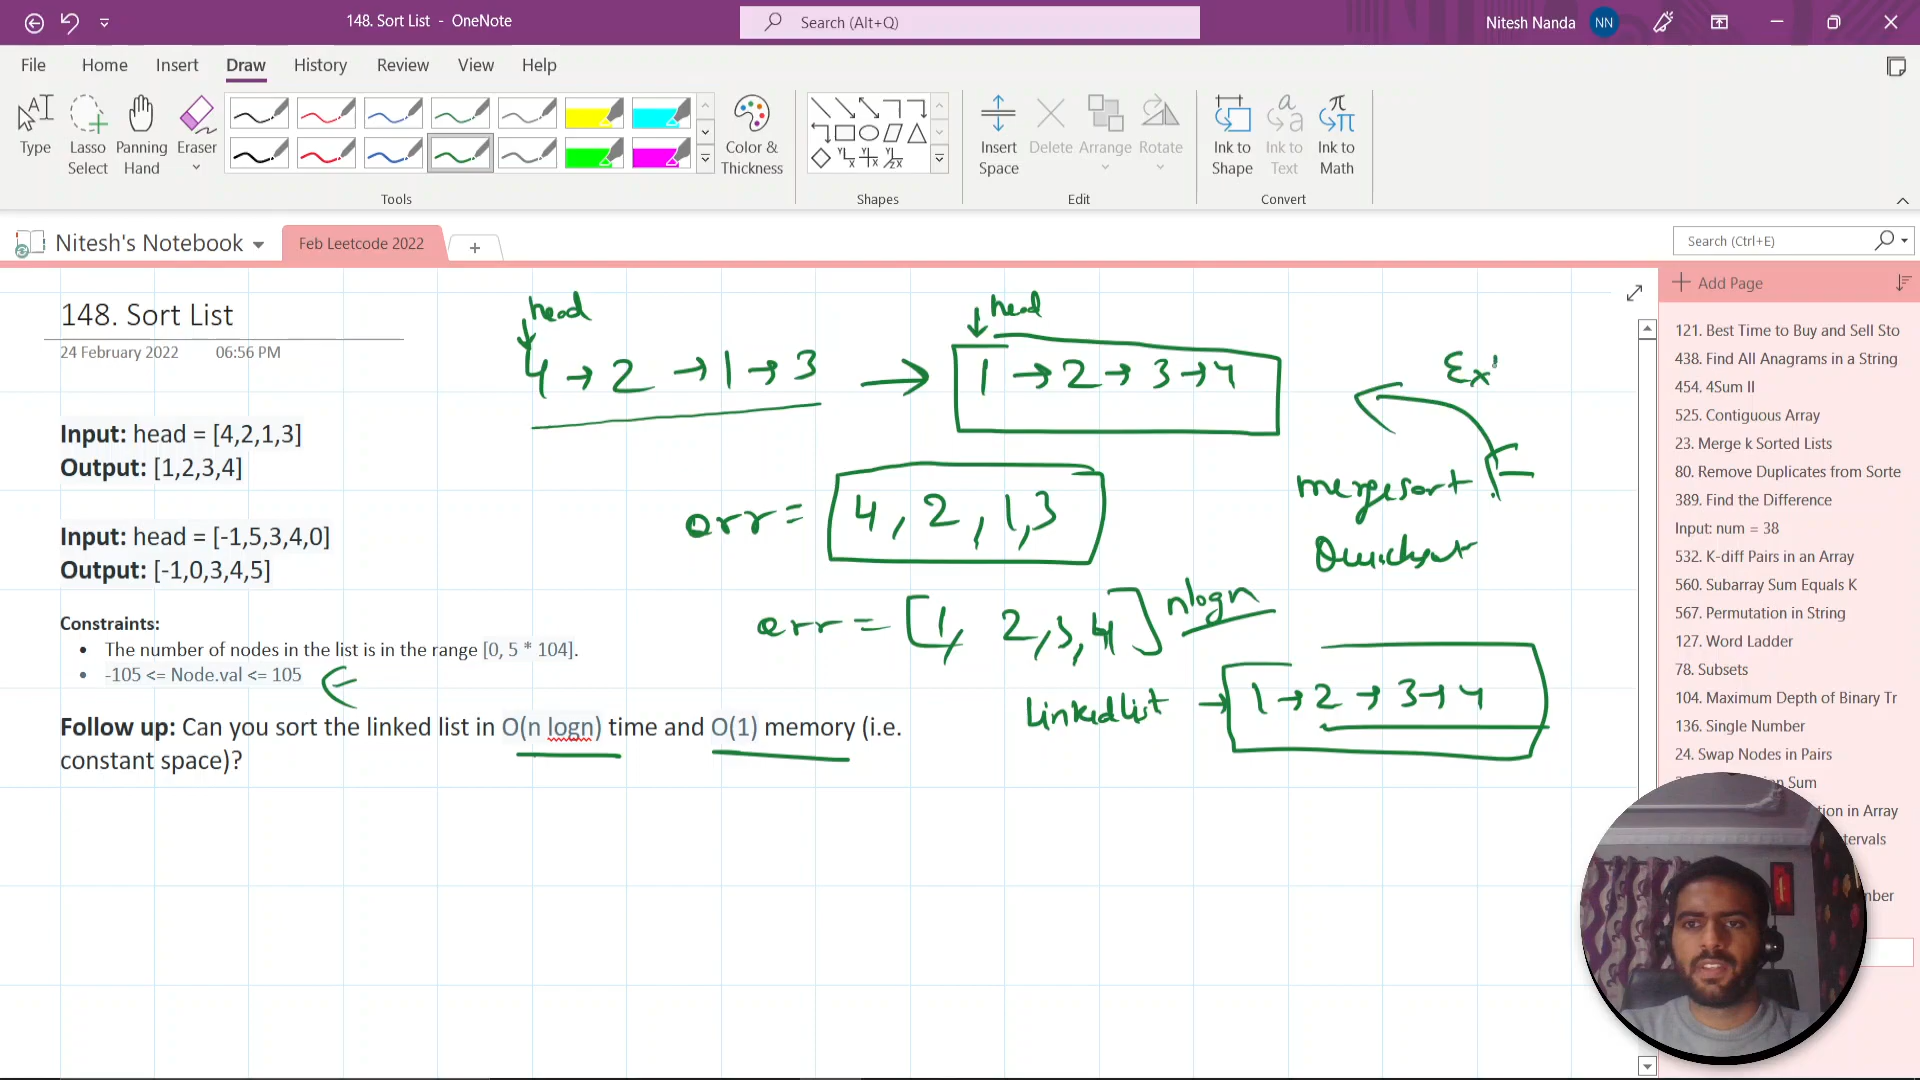 148. Sort List - OneNote
Search (Alt+Q)
Nitesh Nanda
NN
File
Home
Insert
Draw
History
Review
View
Help
Type
Lasso Select
Panning Hand
Eraser
Color & Thickness
Insert Space
Delete
Arrange
Rotate
Ink to Shape
Ink to Text
Ink to Math
Tools
Shapes
Edit
Convert
Nitesh's Notebook
Feb Leetcode 2022
Search (Ctrl+E)
Add Page
148. Sort List
24 February 2022 06:56 PM
Input: head = [4,2,1,3]
Output: [1,2,3,4]
Input: head = [-1,5,3,4,0]
Output: [-1,0,3,4,5]
Constraints:
• The number of nodes in the list is in the range [0, 5 * 104].
• -105 <= Node.val <= 105
Follow up: Can you sort the linked list in O(n logn) time and O(1) memory (i.e.
constant space)?
head
4 → 2 → 1 → 3 →
head
1 → 2 → 3 → 4
arr = 4, 2, 1, 3
mergesort
Quicksort
arr = [1, 2, 3, 4] nlogn
Linked list → 1 → 2 → 3 → 4
121. Best Time to Buy and Sell Sto
438. Find All Anagrams in a String
454. 4Sum II
525. Contiguous Array
23. Merge k Sorted Lists
80. Remove Duplicates from Sorte
389. Find the Difference
Input: num = 38
532. K-diff Pairs in an Array
560. Subarray Sum Equals K
567. Permutation in String
127. Word Ladder
78. Subsets
104. Maximum Depth of Binary Tr
136. Single Number
24. Swap Nodes in Pairs
Sum
tion in Array
tervals
mber